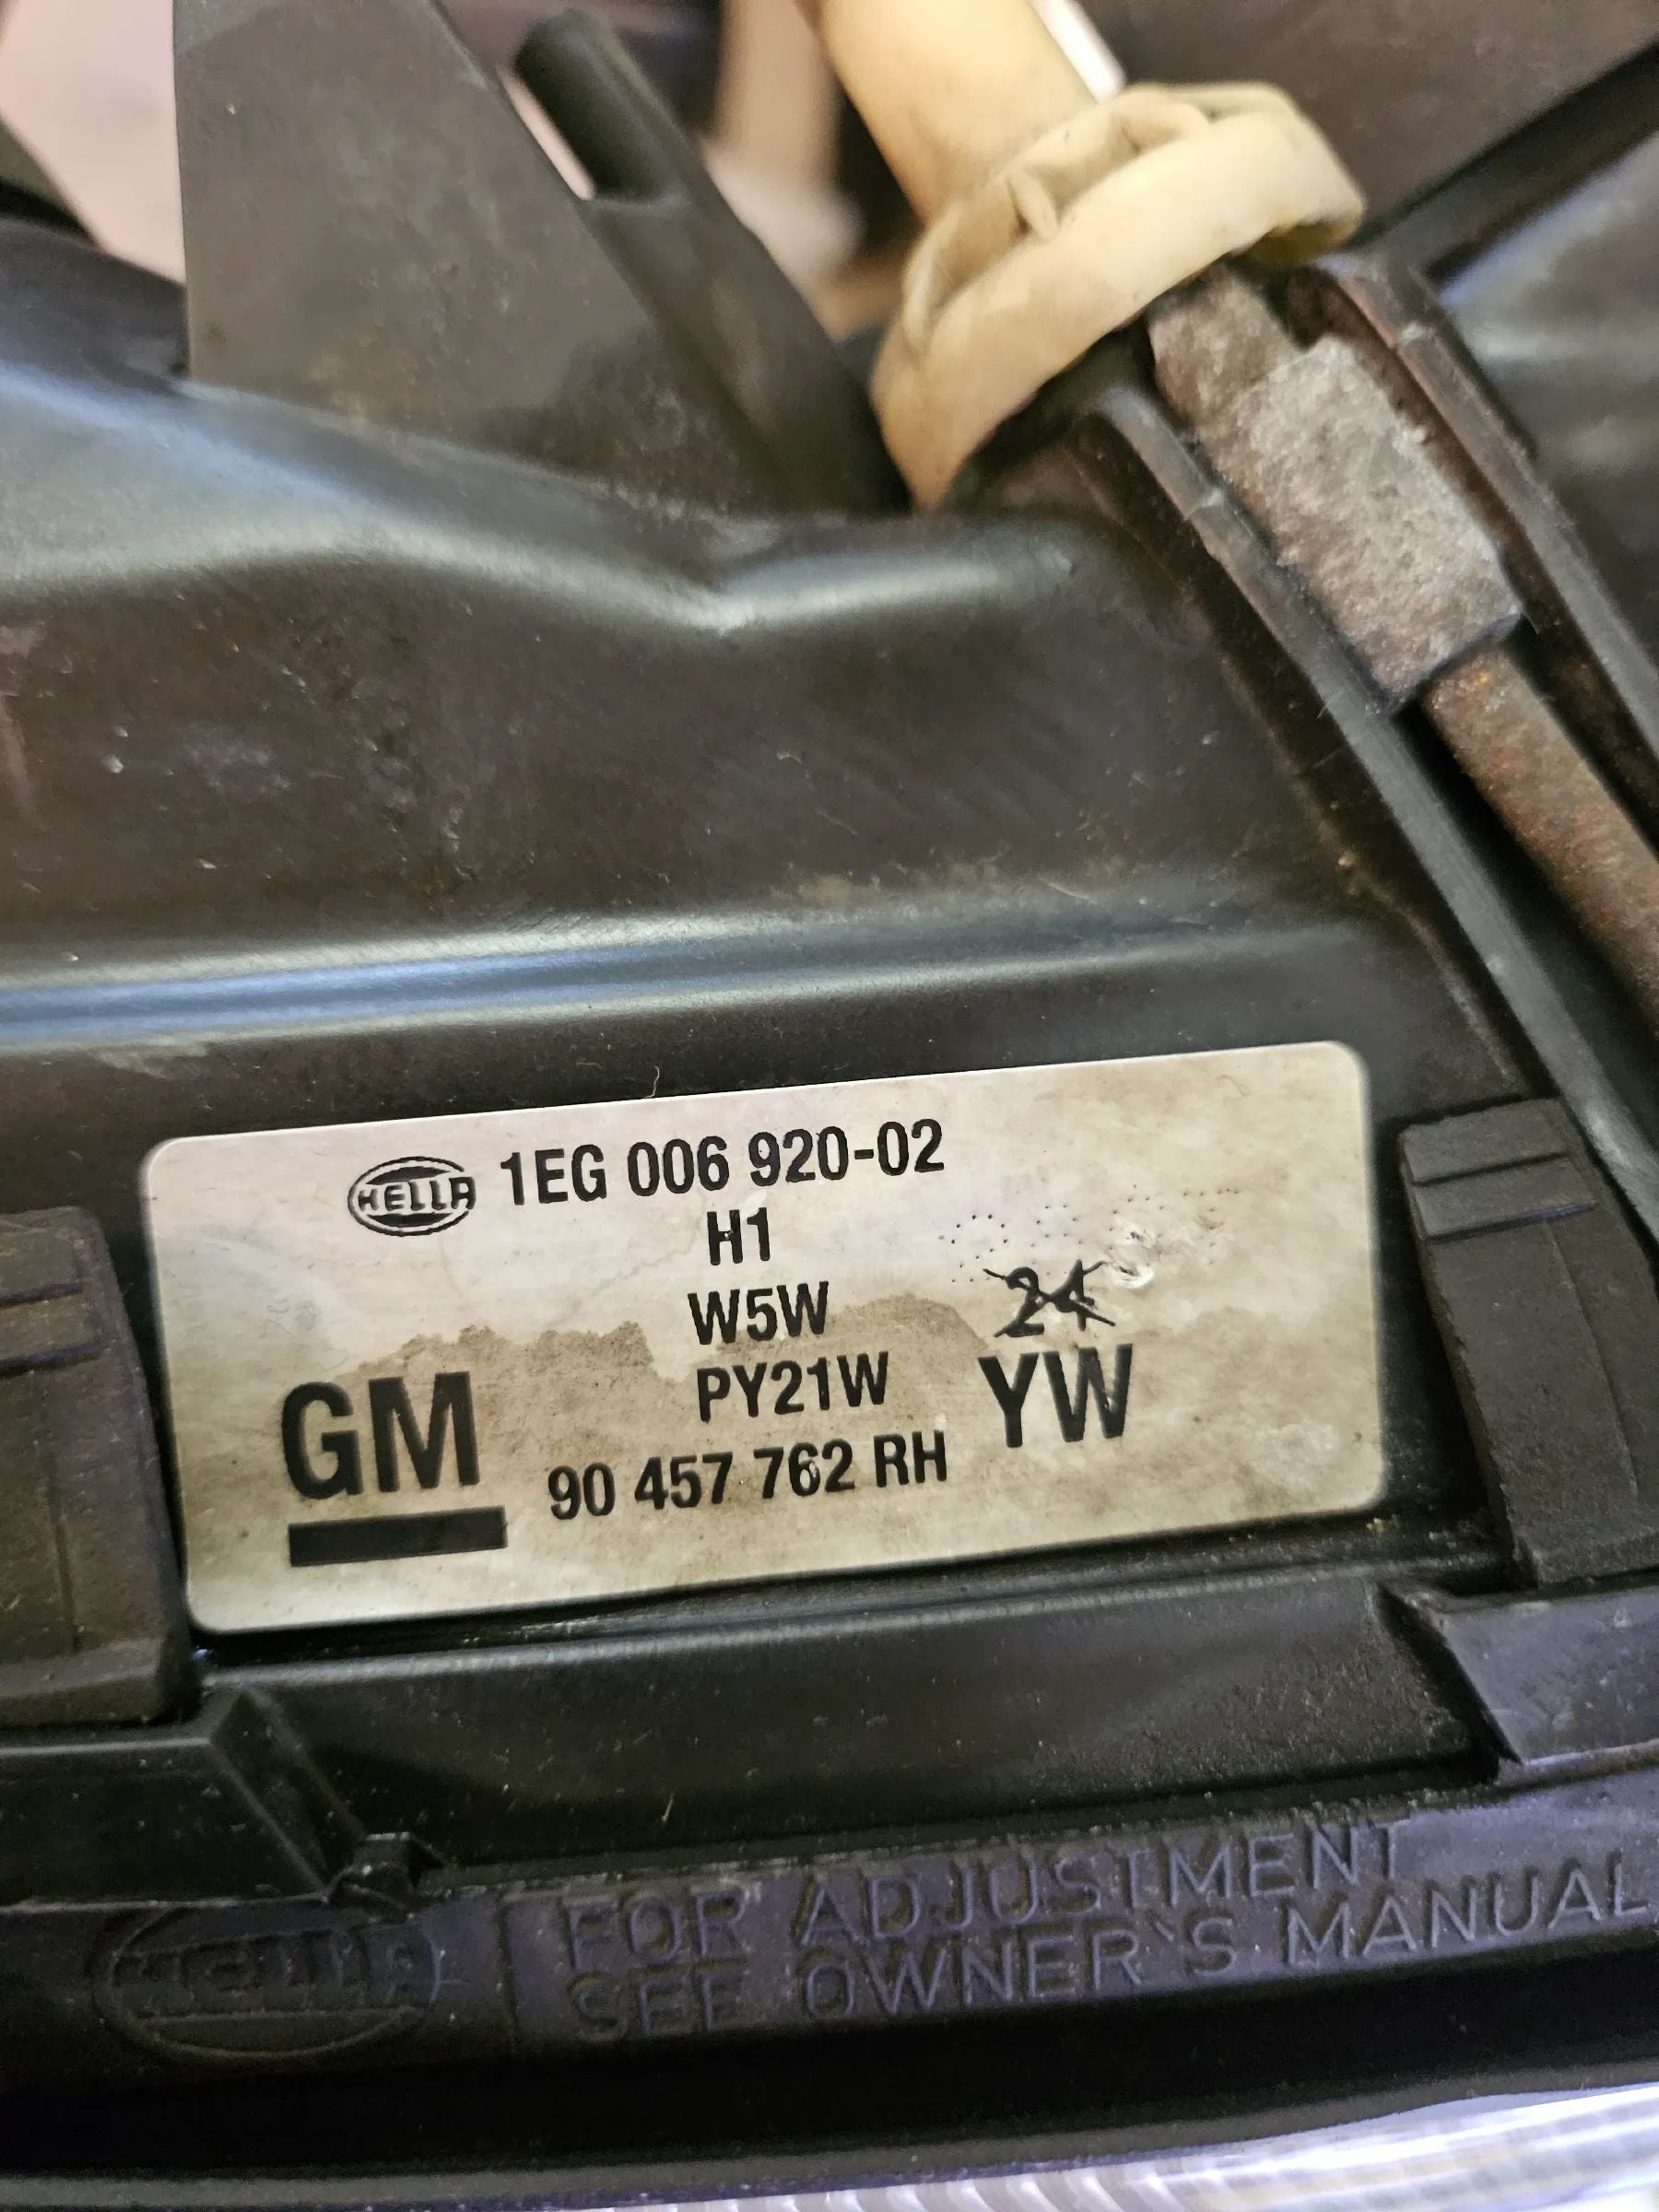 HELLA 1EG 006 920-02
H1
W5W
PY21W
24
YW
GM
90 457 762 RH
HELLA
FOR ADJUSTMENT
SEE OWNER'S MANUAL